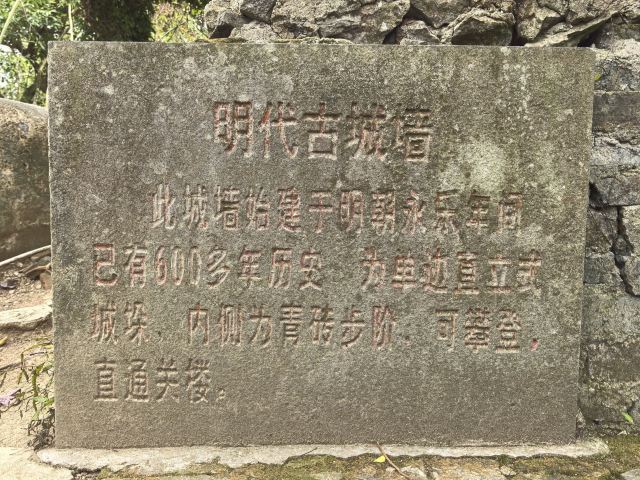 明代古城墙
此城墙始建于明朝永乐年间
已有600多年历史，为单边直立式
城垛，内侧为青砖步阶，可攀登，
直通关楼。